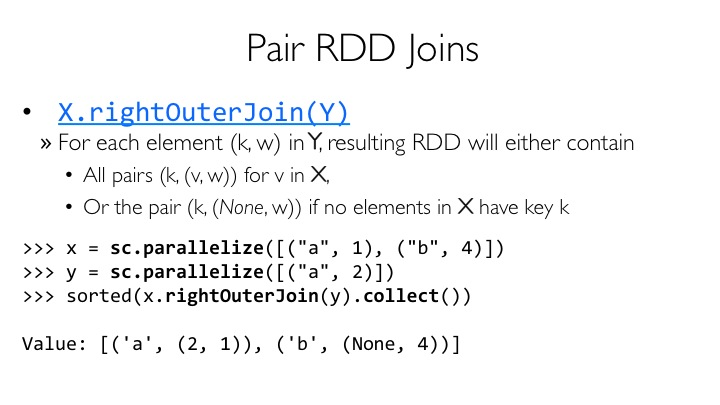 Pair RDD Joins
• X.rightOuterJoin(Y)
» For each element (k, w) in Y, resulting RDD will either contain
• All pairs (k, (v, w)) for v in X,
• Or the pair (k, (None, w)) if no elements in X have key k
>>> x = sc.parallelize([("a", 1), ("b", 4)])
>>> y = sc.parallelize([("a", 2)])
>>> sorted(x.rightOuterJoin(y).collect())
Value: [('a', (2, 1)), ('b', (None, 4))]